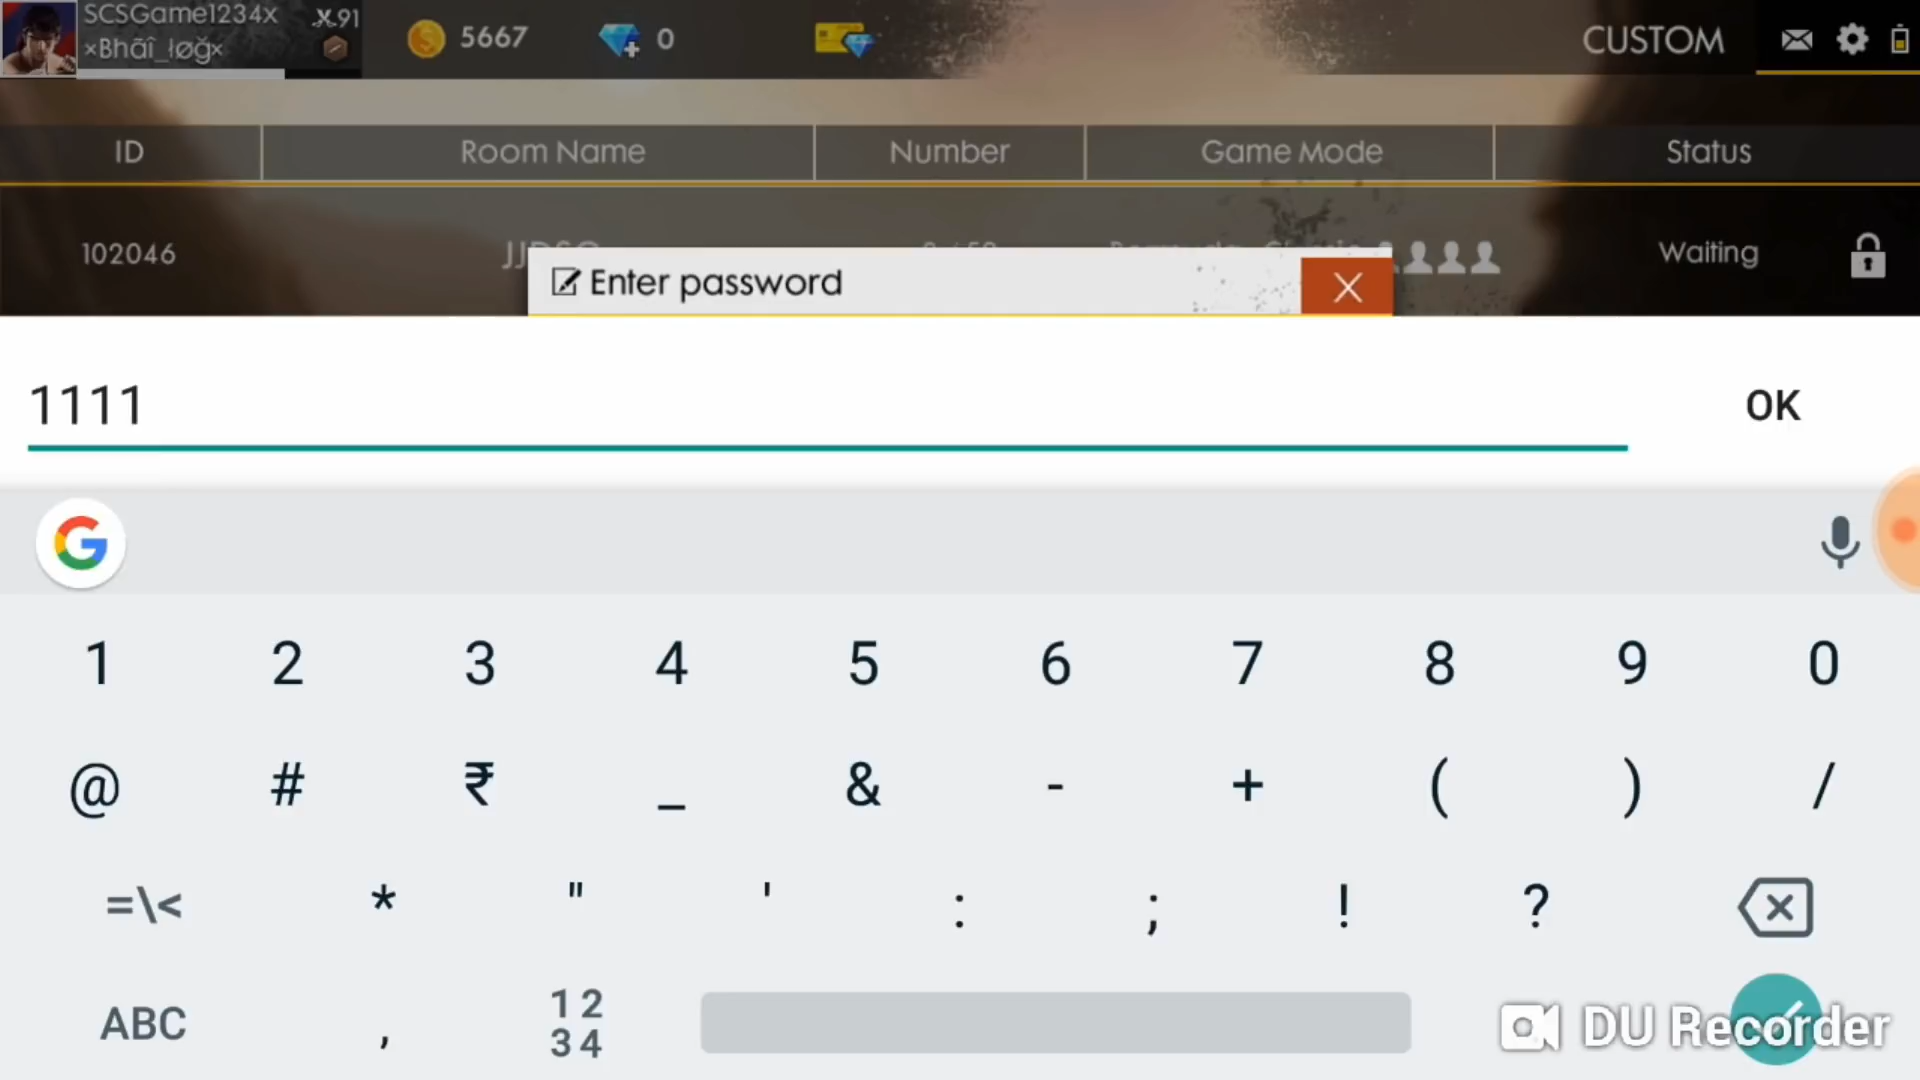 SCSGame1234x
×Bhãî_łøğ×
X 91
5667
0
CUSTOM
ID Room Name Number Game Mode Status
102046 Waiting
Enter password
1111
OK
1 2 3 4 5 6 7 8 9 0
@ # ₹ _ & - + ( ) /
=\< * " ' : ; ! ?
ABC , 12 34
DU Recorder